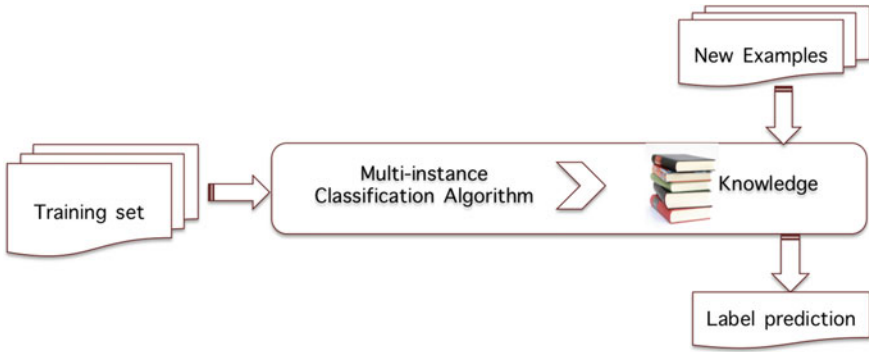 New Examples
Multi-instance
Classification Algorithm
Knowledge
Training set
Label prediction